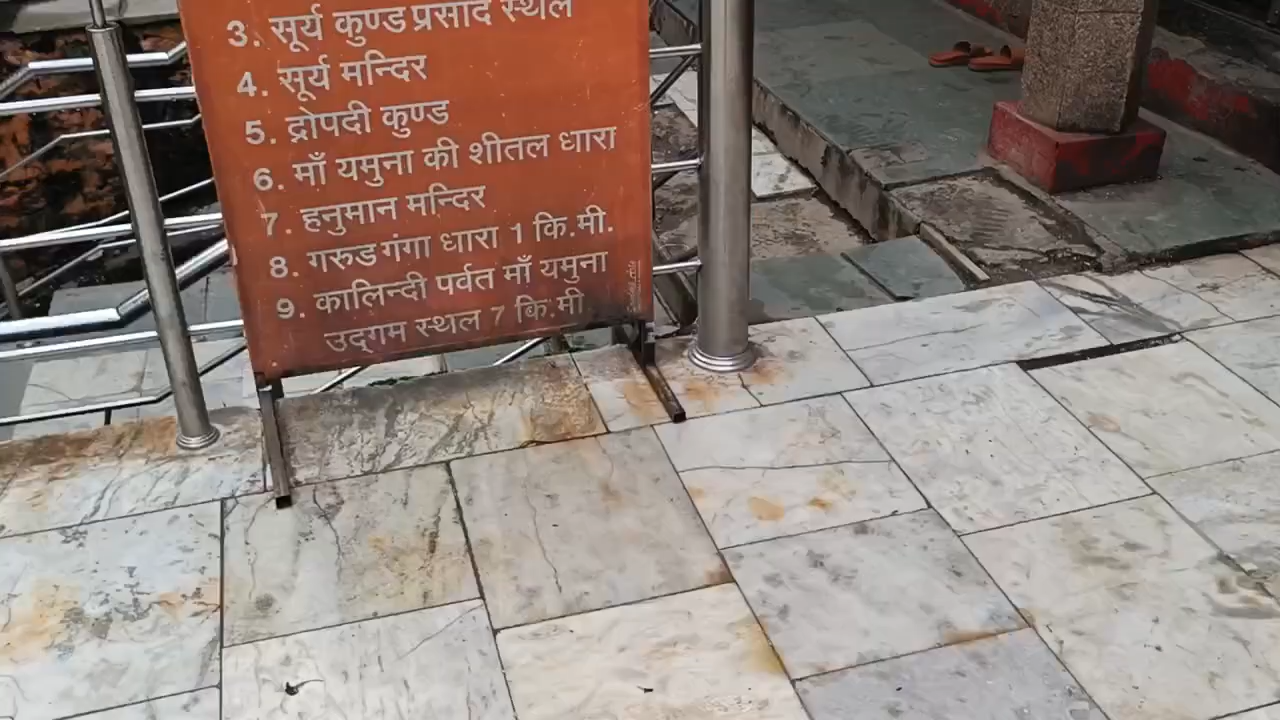 3. सूर्य कुण्ड प्रसाद स्थल
4. सूर्य मन्दिर
5. द्रोपदी कुण्ड
6. माँ यमुना की शीतल धारा
7. हनुमान मन्दिर
8. गरुड गंगा धारा 1 कि.मी.
9. कालिन्दी पर्वत माँ यमुना
उद्गम स्थल 7 कि.मी